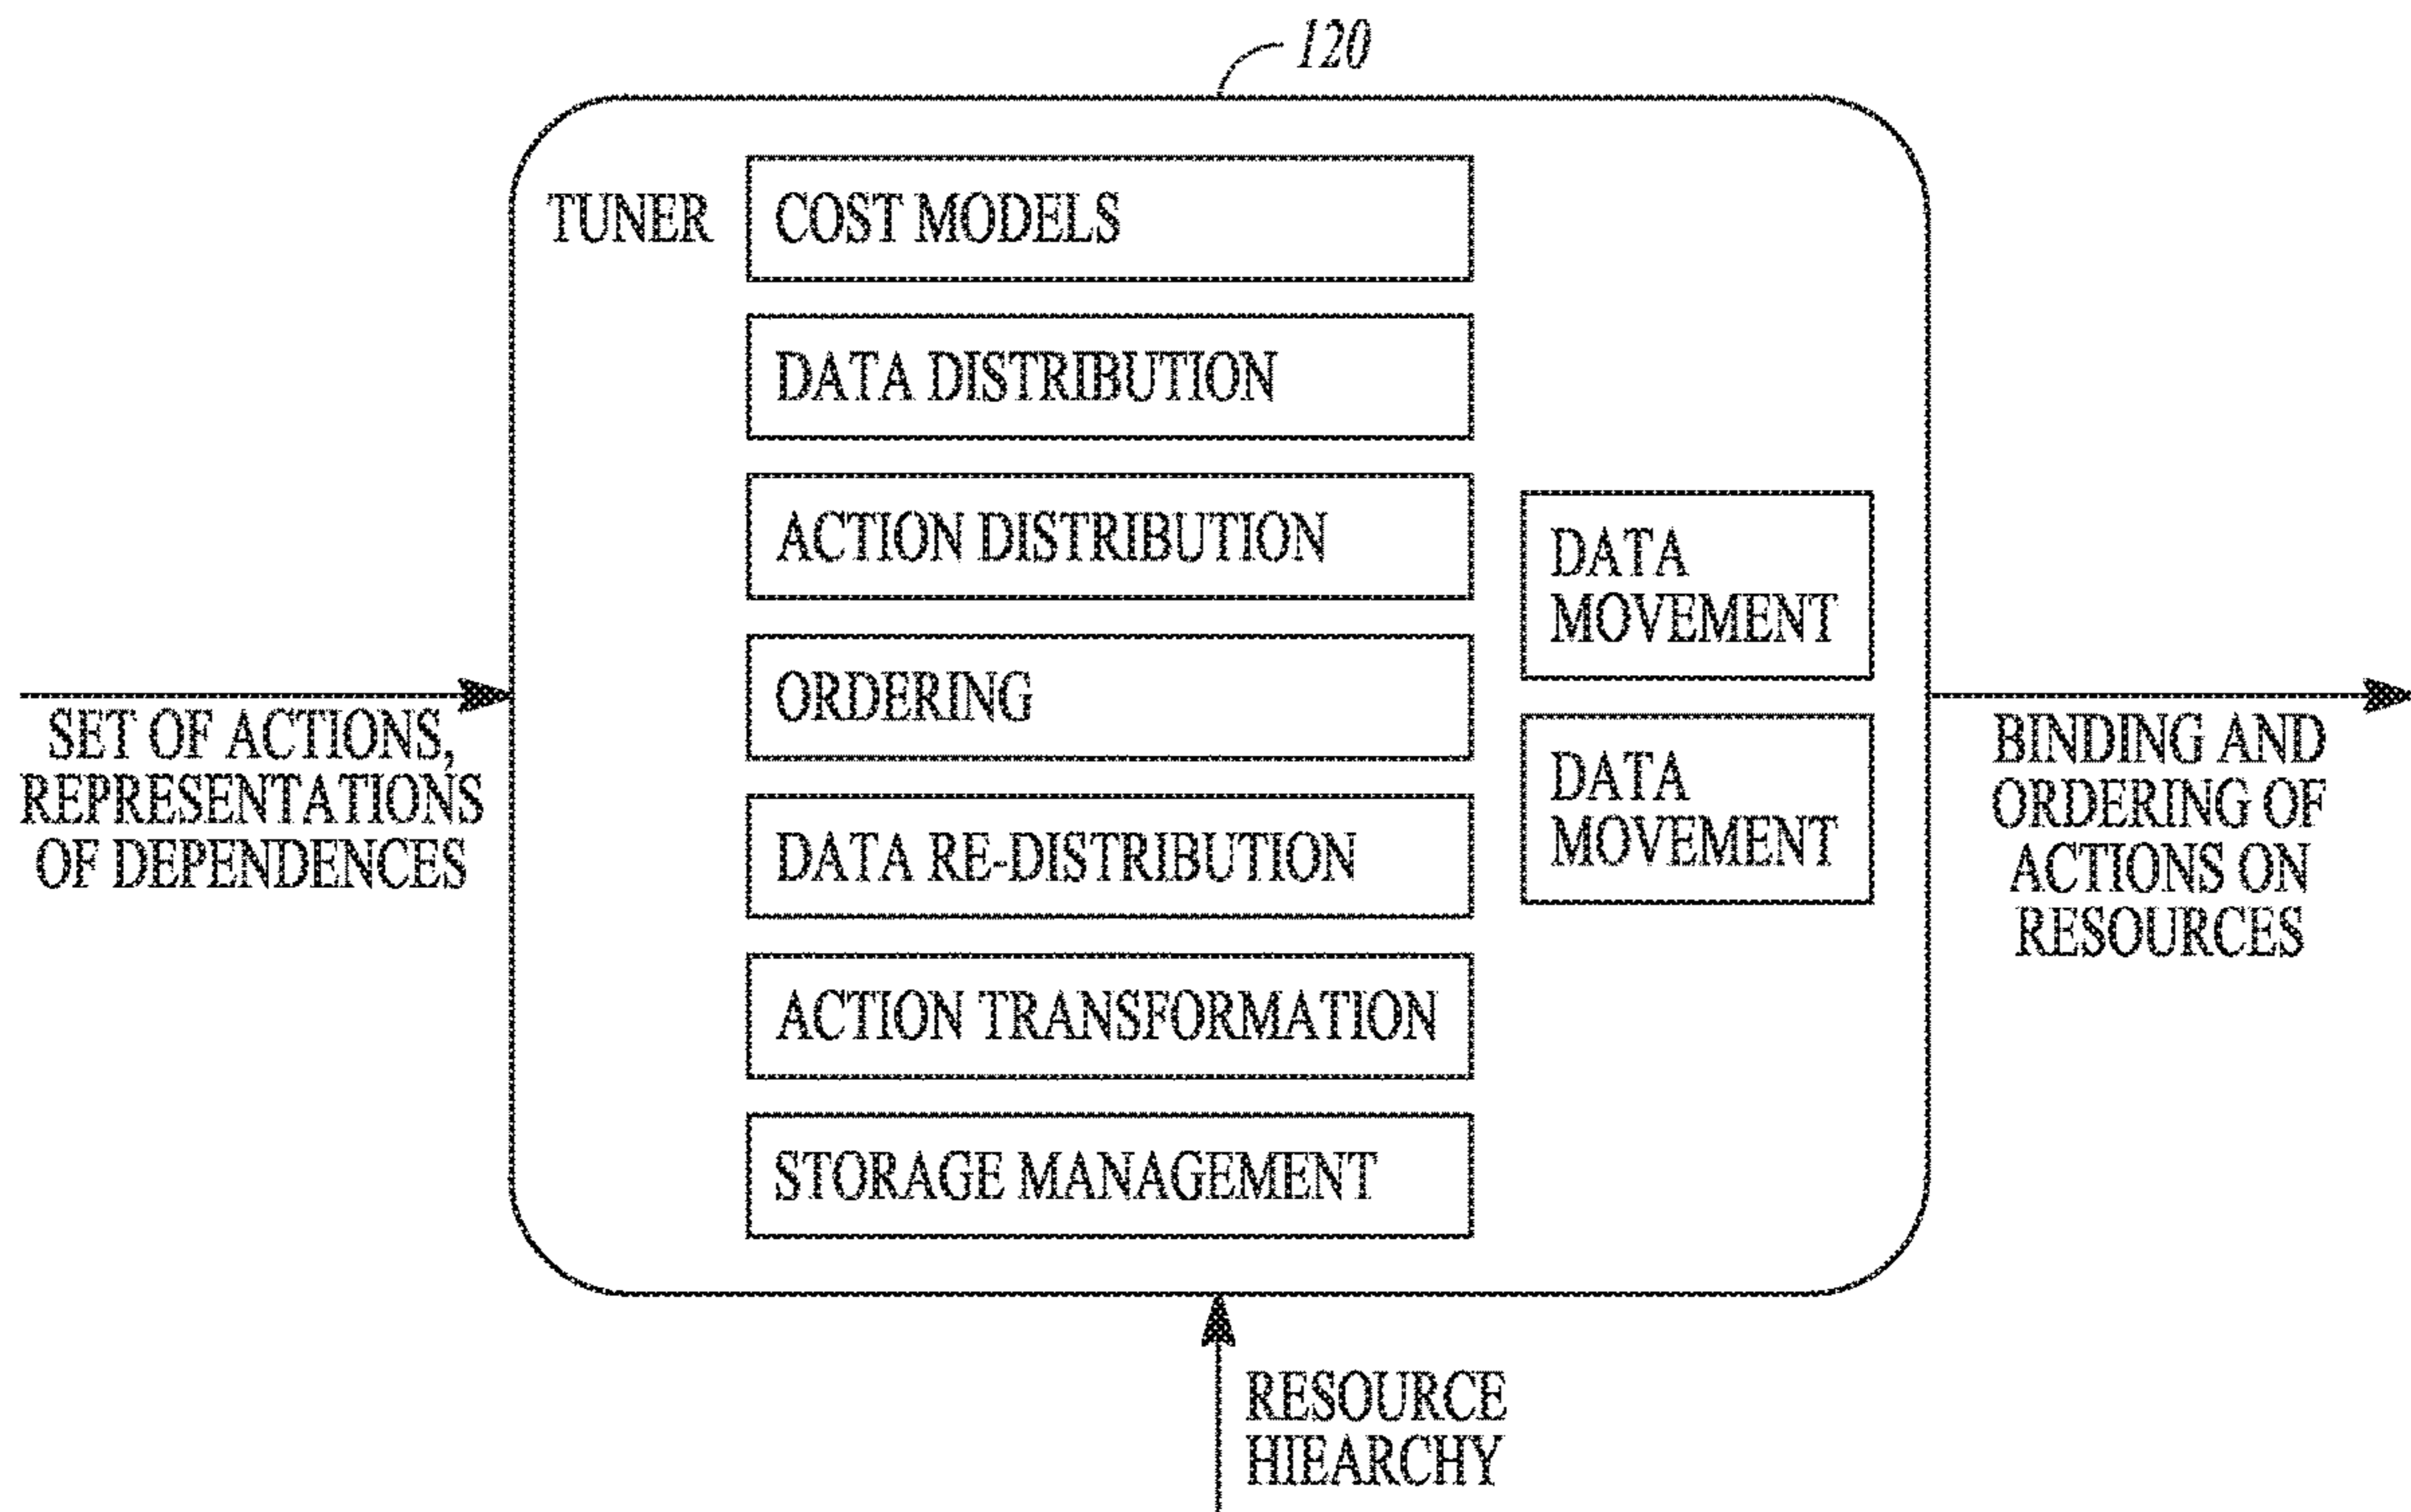 120
TUNER
COST MODELS
DATA DISTRIBUTION
ACTION DISTRIBUTION
ORDERING
DATA RE-DISTRIBUTION
ACTION TRANSFORMATION
STORAGE MANAGEMENT
DATA
MOVEMENT
DATA
MOVEMENT
SET OF ACTIONS,
REPRESENTATIONS
OF DEPENDENCES
BINDING AND
ORDERING OF
ACTIONS ON
RESOURCES
RESOURCE
HIEARCHY